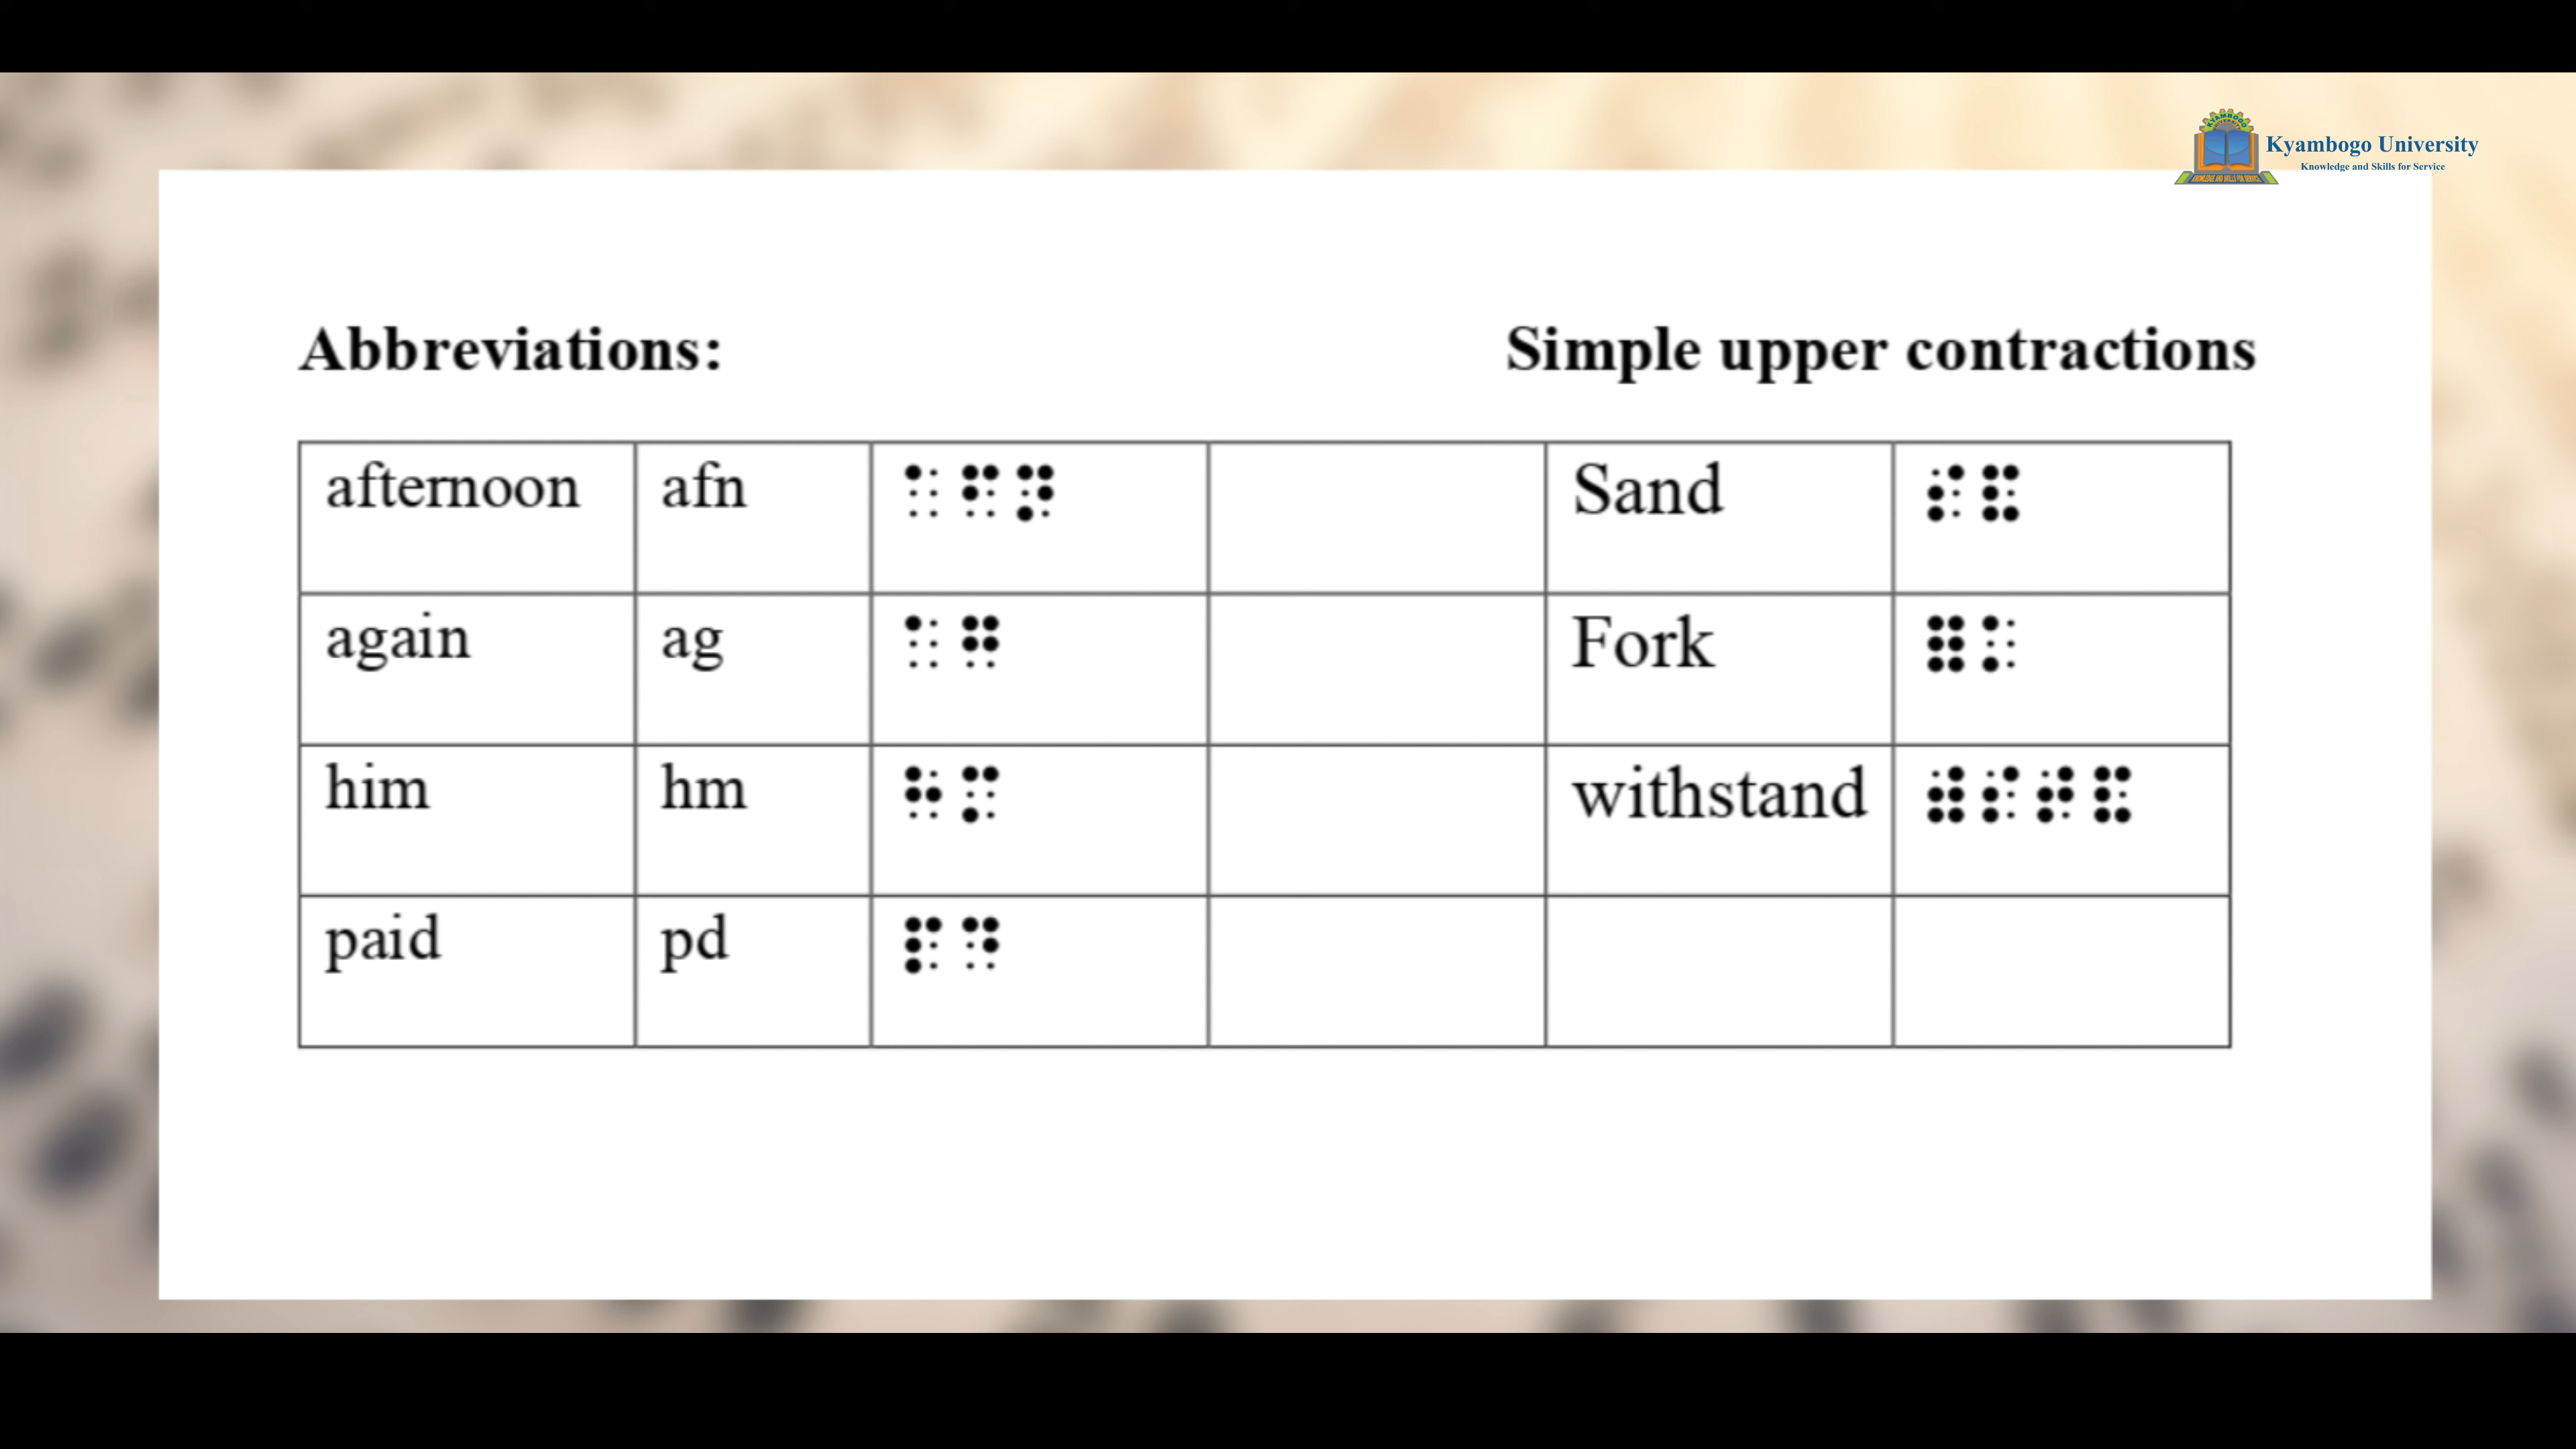 Kyambogo University
Knowledge and Skills for Service
Abbreviations: Simple upper contractions
afternoon afn ⠁⠋⠝ Sand ⠎⠯
again ag ⠁⠛ Fork ⠿⠅
him hm ⠓⠍ withstand ⠾⠎⠞⠯
paid pd ⠏⠙